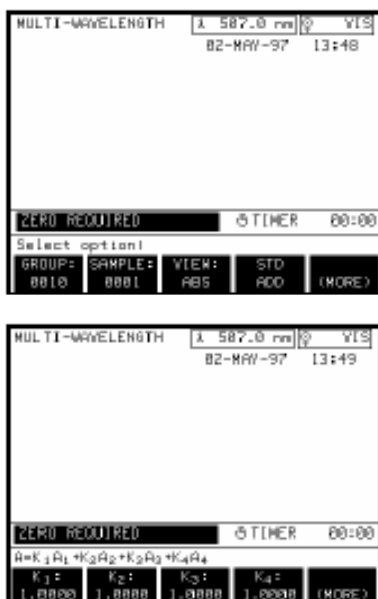 MULTI-WAVELENGTH λ 587.0 nm VIS
02-MAY-97 13:48
ZERO REQUIRED TIMER 00:00
Select option:
GROUP: SAMPLE: VIEW: STD
0010 0001 ABS ADD (MORE)
MULTI-WAVELENGTH λ 587.0 nm VIS
02-MAY-97 13:49
ZERO REQUIRED TIMER 00:00
A=K1A1+K2A2+K3A3+K4A4
K1: K2: K3: K4:
1.0000 1.0000 1.0000 1.0000 (MORE)